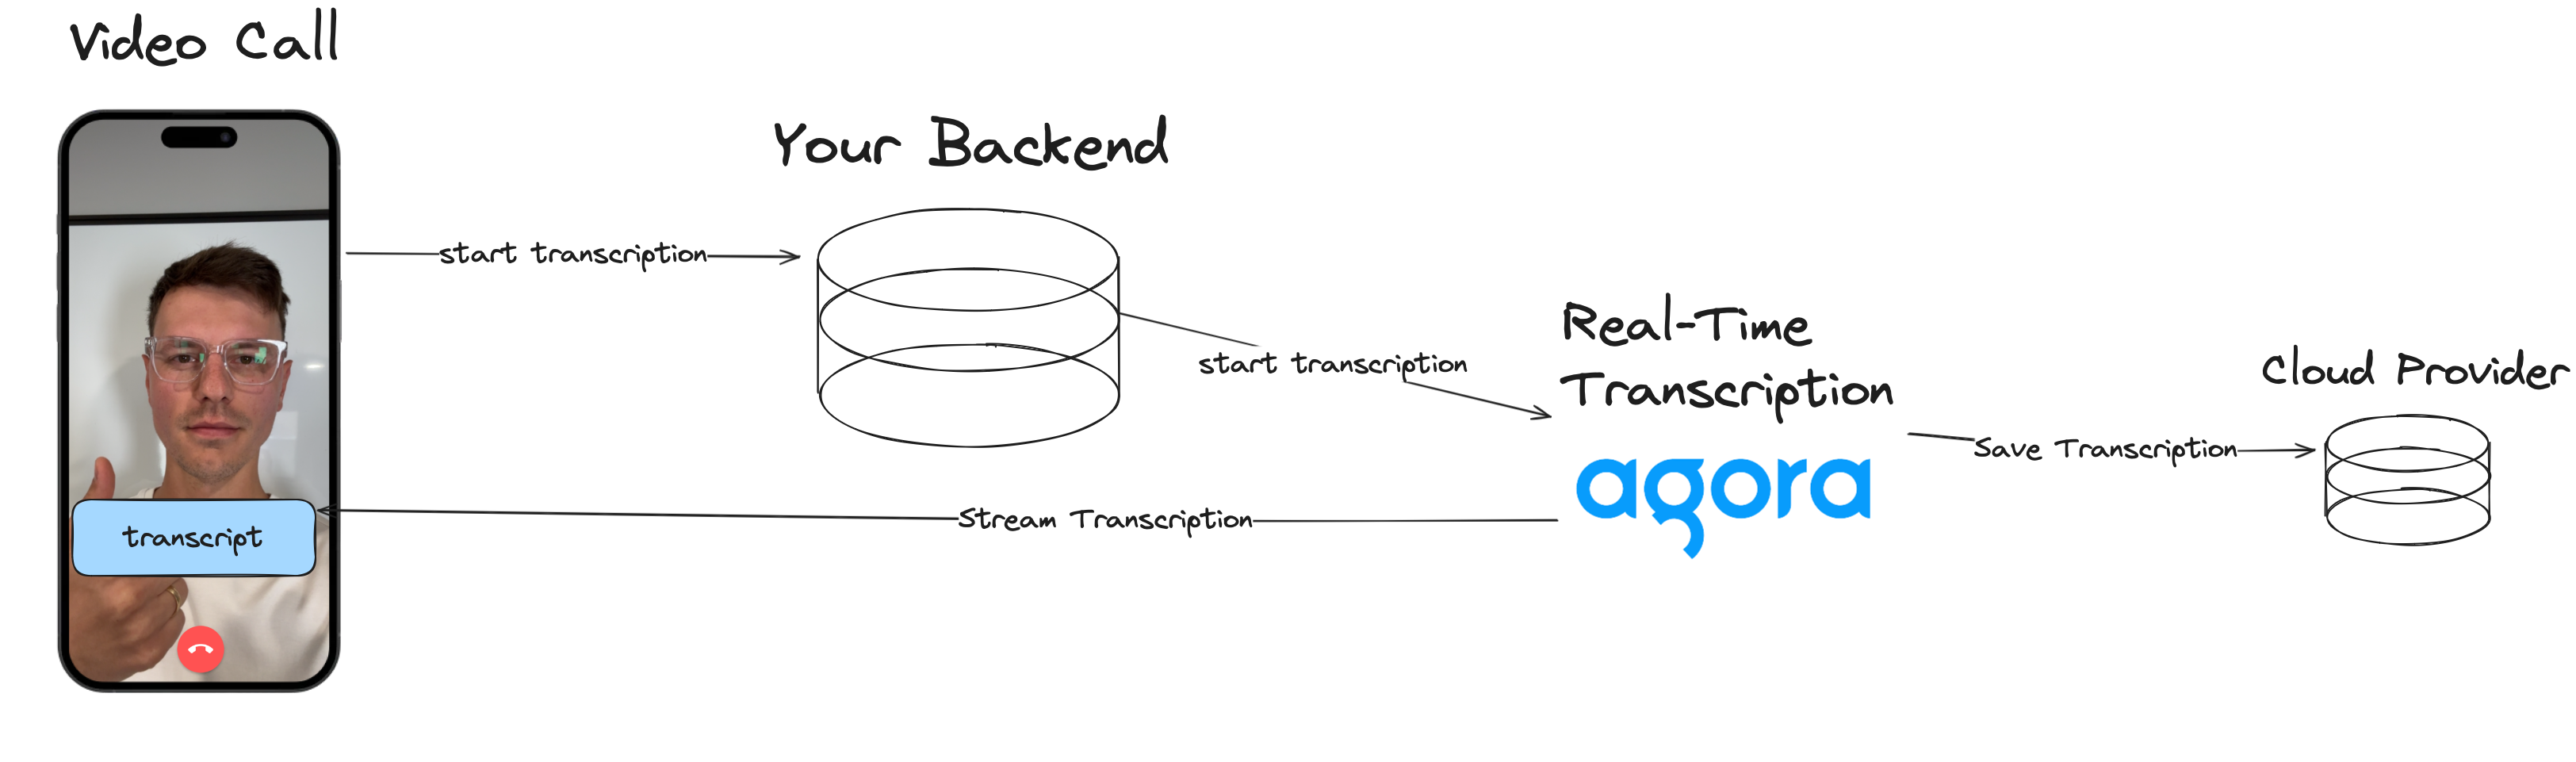 Video Call
Your Backend
start transcription
start transcription
Real-Time
Transcription
agora
Cloud Provider
Save Transcription
Stream Transcription
transcript